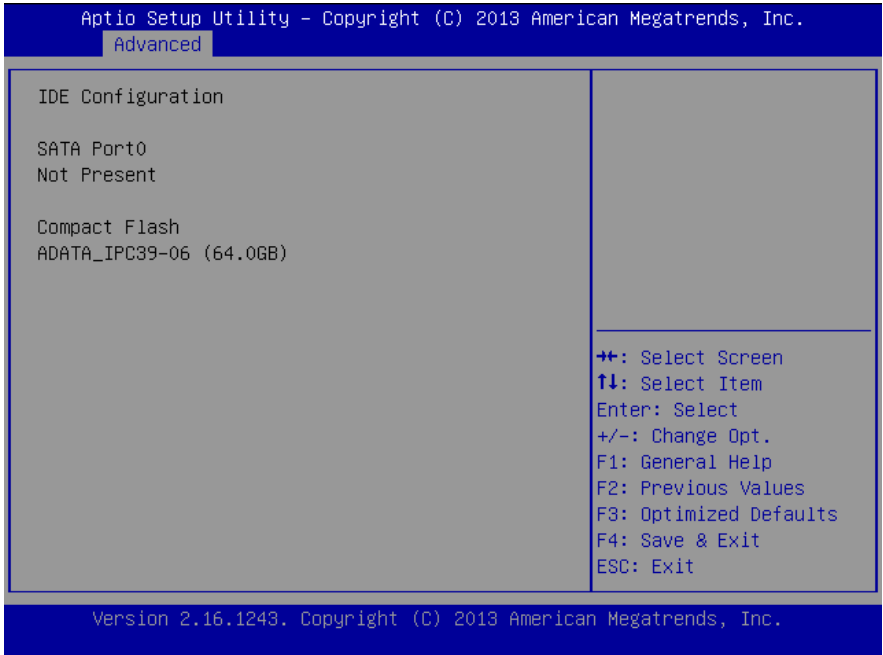 Aptio Setup Utility – Copyright (C) 2013 American Megatrends, Inc.
Advanced
IDE Configuration
SATA Port0
Not Present
Compact Flash
ADATA_IPC39-06 (64.0GB)
→←: Select Screen
↑↓: Select Item
Enter: Select
+/-: Change Opt.
F1: General Help
F2: Previous Values
F3: Optimized Defaults
F4: Save & Exit
ESC: Exit
Version 2.16.1243. Copyright (C) 2013 American Megatrends, Inc.